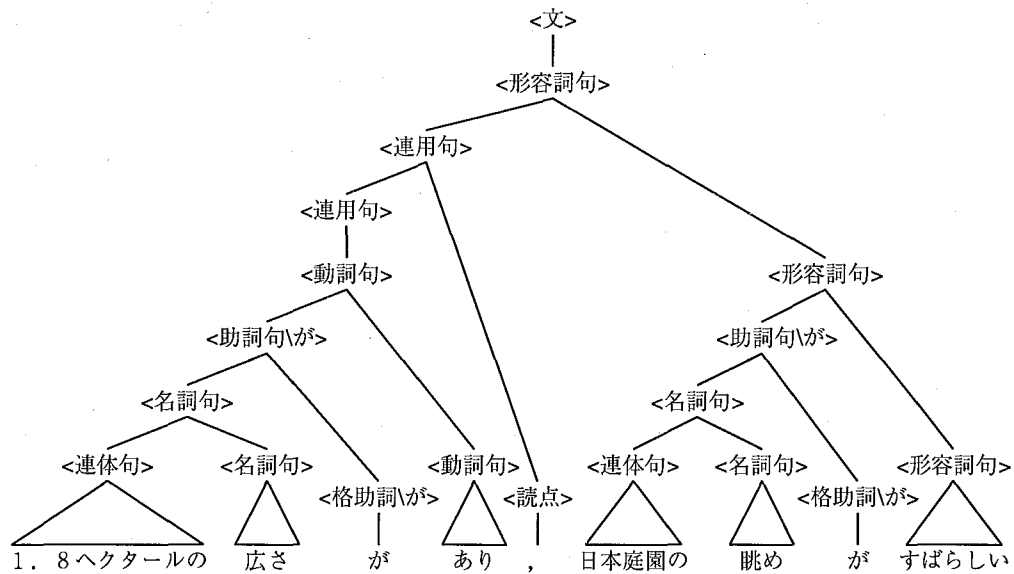 <文>
<形容詞句>
<連用句>
<連用句>
<動詞句> <形容詞句>
<助詞句\が> <助詞句\が>
<名詞句> <名詞句>
<連体句> <名詞句> <動詞句> <連体句> <名詞句> <形容詞句>
<格助詞\が> <読点> <格助詞\が>
1．8ヘクタールの 広さ が あり ， 日本庭園の 眺め が すばらしい